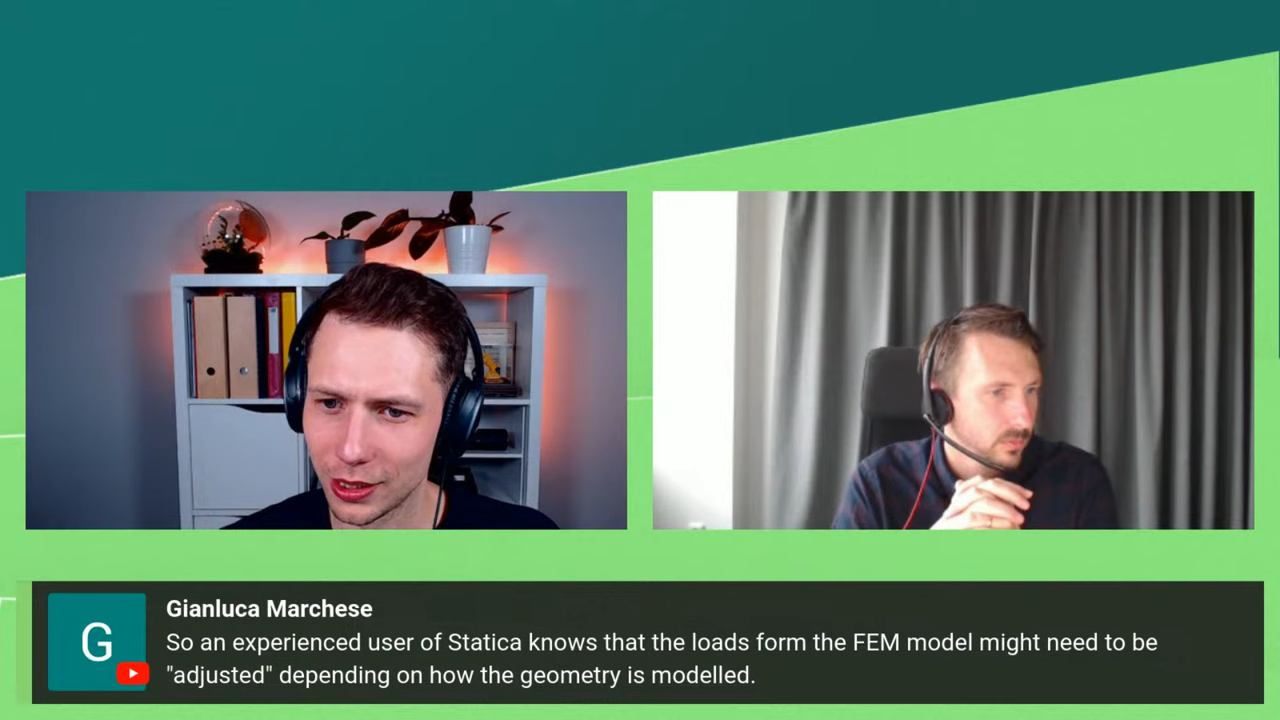 G
Gianluca Marchese
So an experienced user of Statica knows that the loads form the FEM model might need to be
"adjusted" depending on how the geometry is modelled.